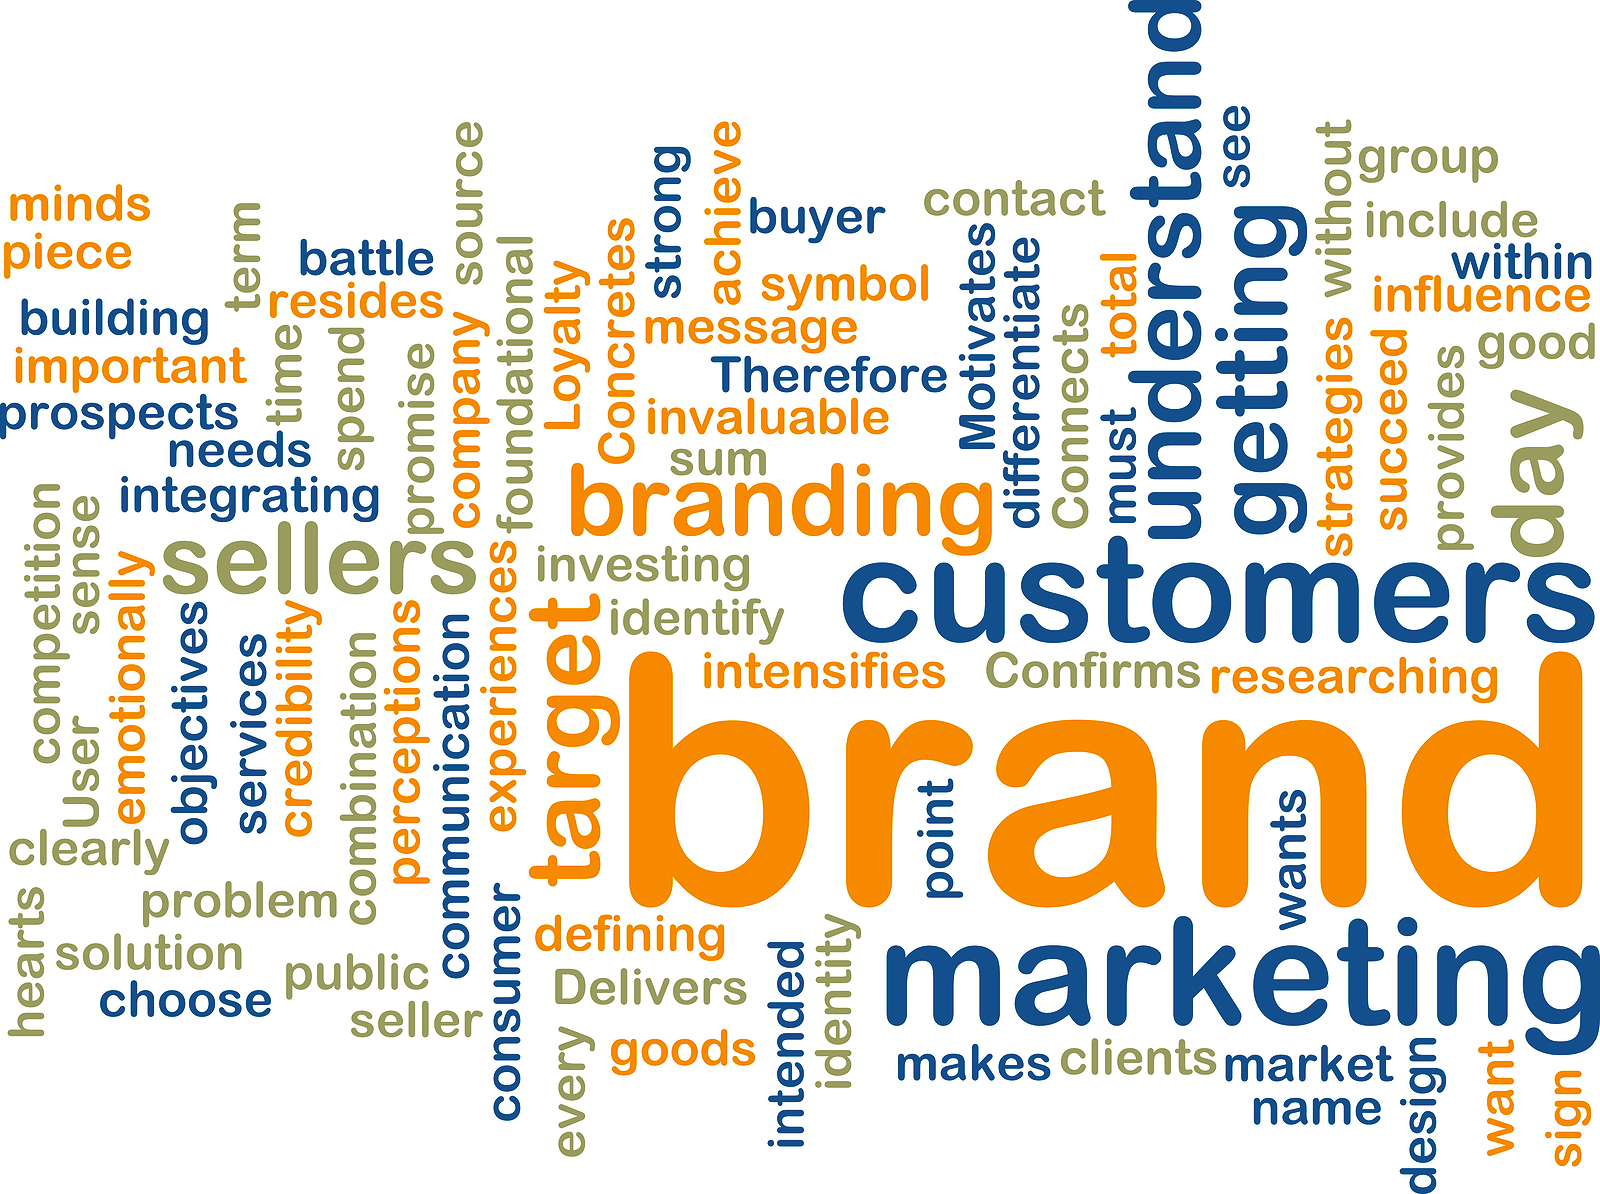 minds
piece
term
battle
source
building
resides
important
prospects
time
spend
promise
company
foundational
needs
integrating
Loyalty
Concretes
strong
achieve
buyer
symbol
message
Therefore
invaluable
sum
contact
Motivates
differentiate
Connects
total
must
understand
see
getting
without
group
include
within
influence
good
strategies
succeed
provides
day
branding
customers
competition
sense
User
emotionally
sellers
objectives
services
credibility
combination
perceptions
communication
experiences
investing
identify
target
intensifies
Confirms
researching
brand
point
wants
clearly
problem
hearts
solution
choose
public
seller
consumer
defining
Delivers
every
goods
intended
identity
marketing
makes
clients
market
name
design
want
sign